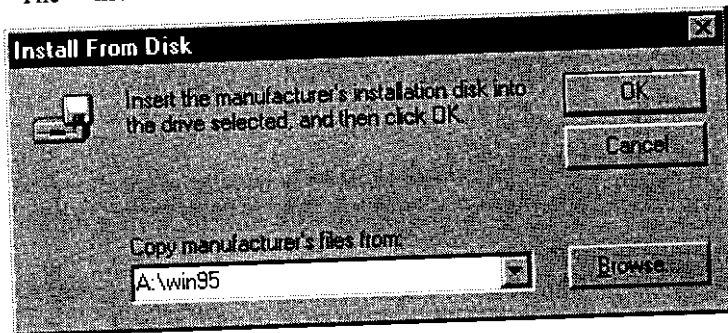 The
Install From Disk
Insert the manufacturer's installation disk into
the drive selected, and then click OK.
OK
Cancel
Copy manufacturer's files from:
A:\win95
Browse...